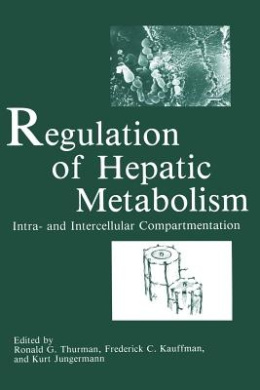 Regulation
of Hepatic
Metabolism
Intra- and Intercellular Compartmentation
Edited by
Ronald G. Thurman, Frederick C. Kauffman,
and Kurt Jungermann